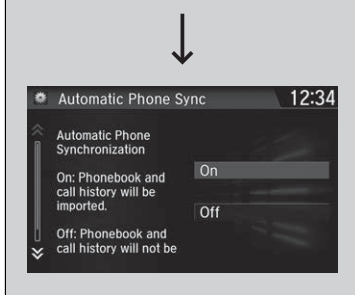 Automatic Phone Sync
12:34
Automatic Phone
Synchronization
On: Phonebook and
call history will be
imported.
Off: Phonebook and
call history will not be
On
Off